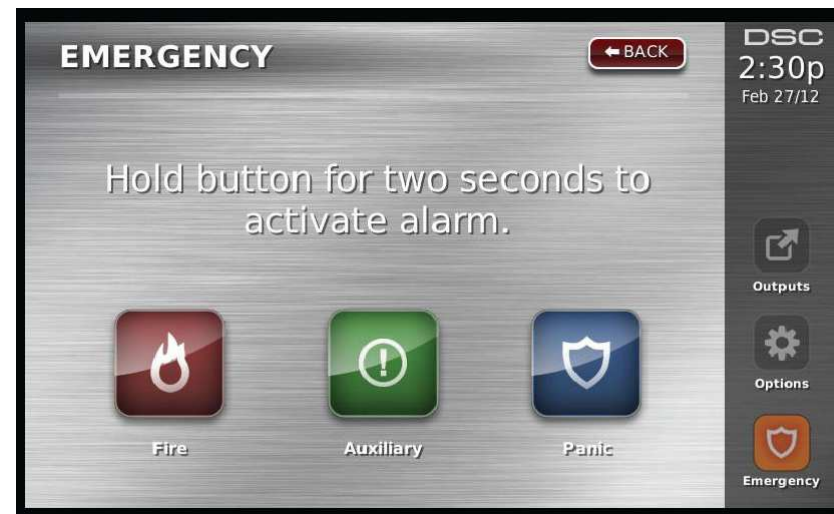 EMERGENCY
BACK
DSC
2:30p
Feb 27/12
Hold button for two seconds to
activate alarm.
Outputs
Options
Fire
Auxiliary
Panic
Emergency